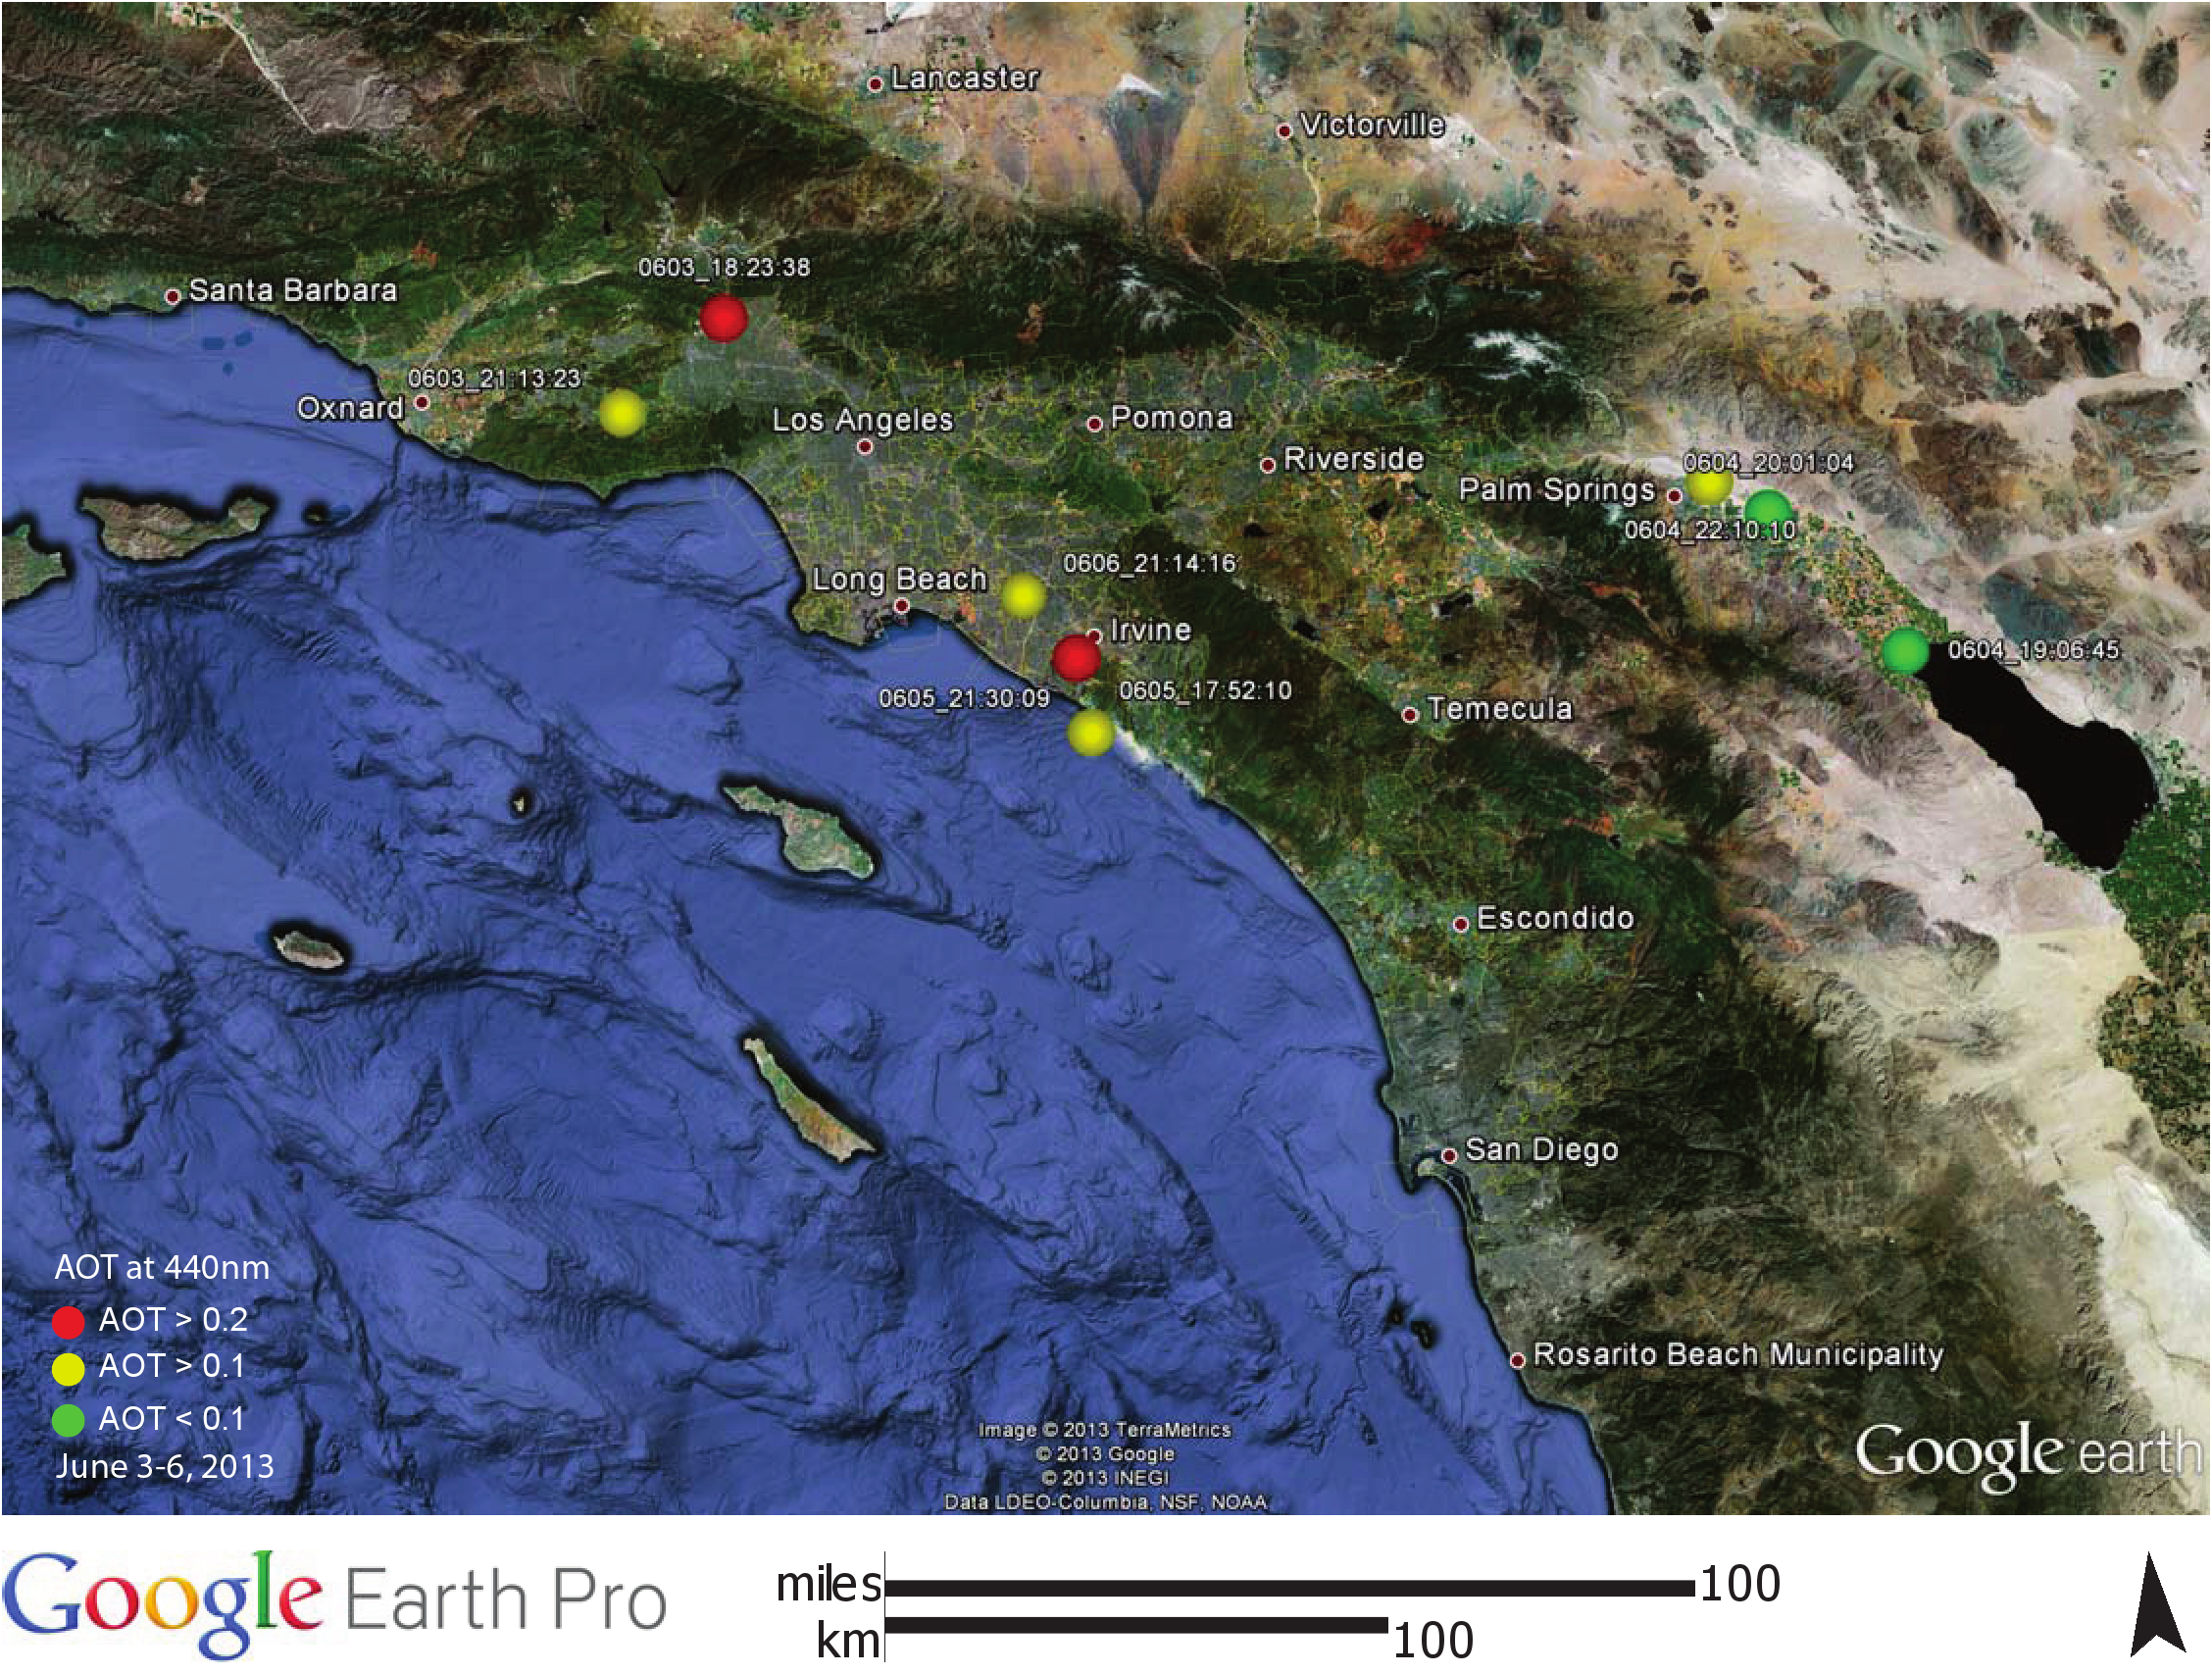 Lancaster
Victorville
0603_18:23:38
Santa Barbara
0603_21:13:23
Oxnard
Los Angeles
Pomona
Riverside
0604_20:01:04
Palm Springs
0604_22:10:10
0606_21:14:16
Long Beach
Irvine
0604_19:06:45
0605_21:30:09
0605_17:52:10
Temecula
Escondido
San Diego
AOT at 440nm
AOT > 0.2
AOT > 0.1
AOT < 0.1
June 3-6, 2013
Rosarito Beach Municipality
Image © 2013 TerraMetrics
© 2013 Google
© 2013 INEGI
Data LDEO-Columbia, NSF, NOAA
Google earth
Google Earth Pro
miles 100
km 100